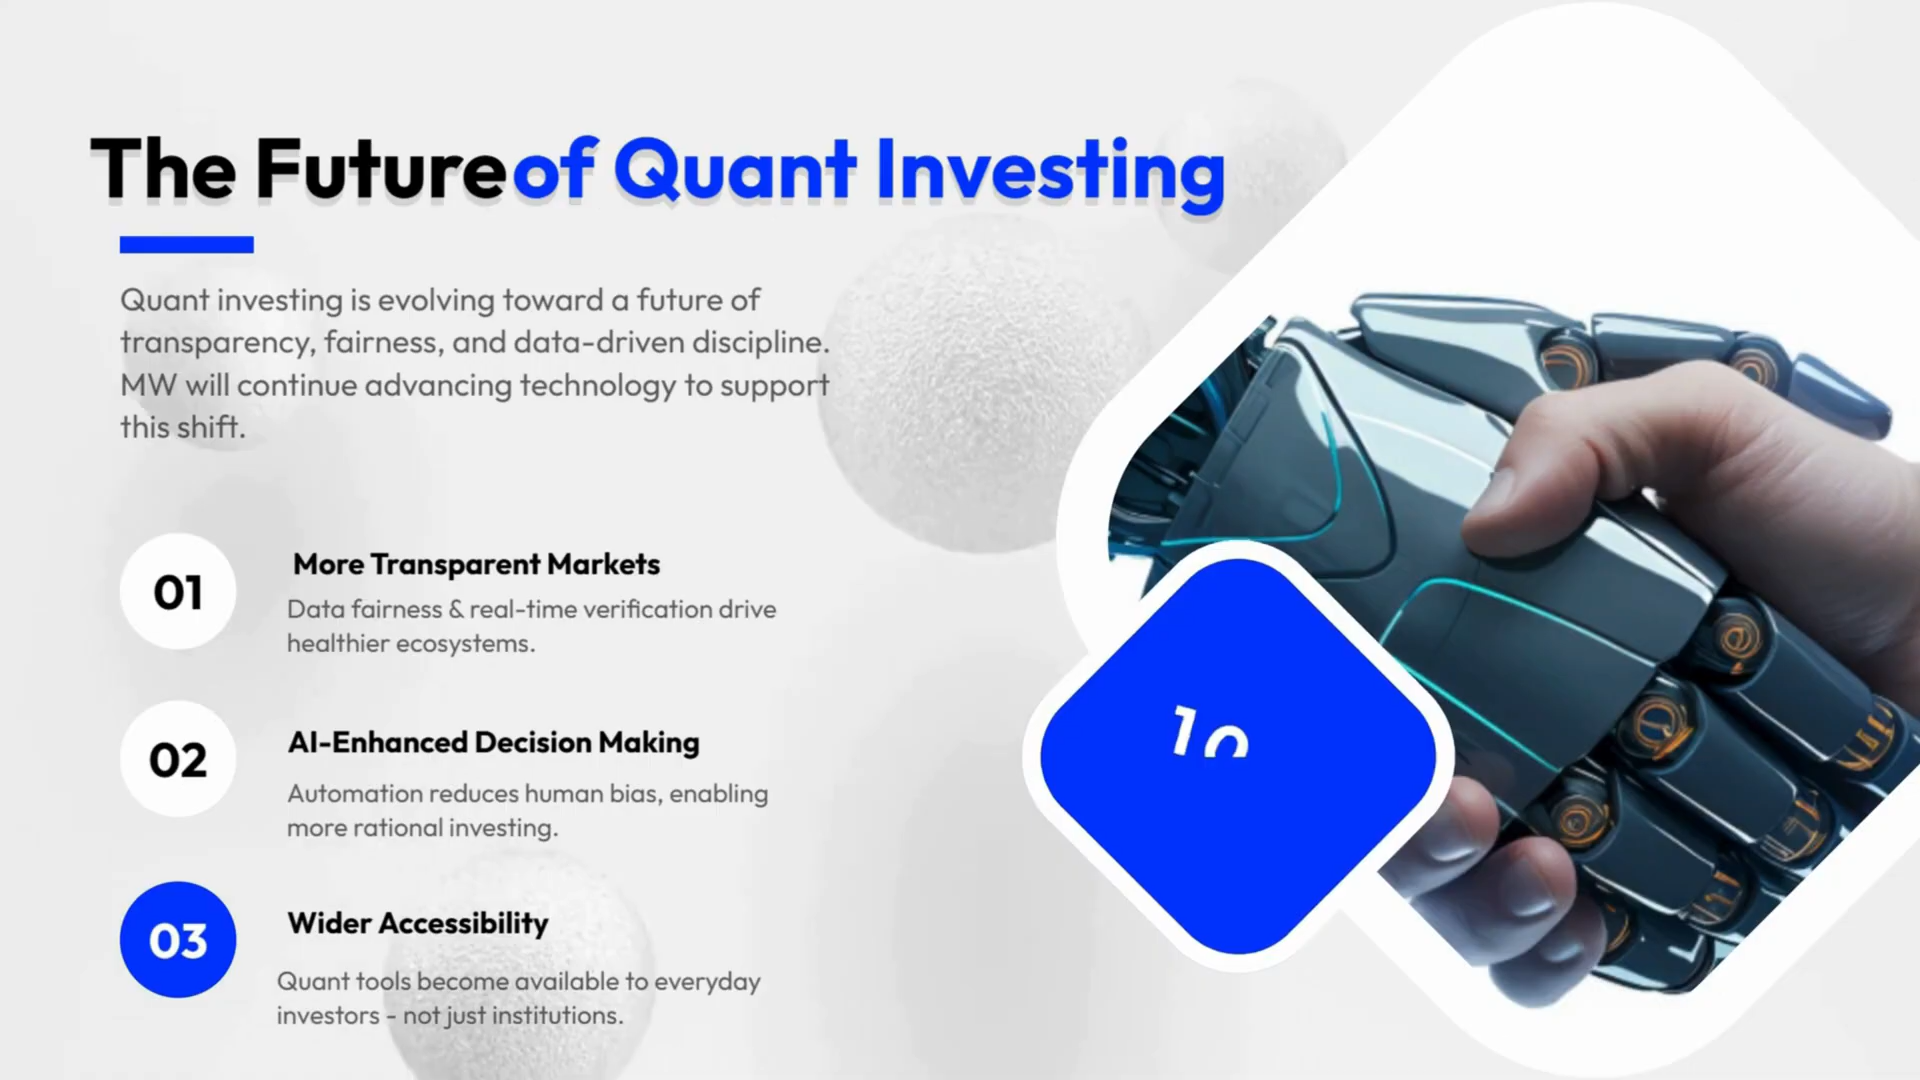 The Future of Quant Investing
Quant investing is evolving toward a future of
transparency, fairness, and data-driven discipline.
MW will continue advancing technology to support
this shift.
01
More Transparent Markets
Data fairness & real-time verification drive
healthier ecosystems.
02
AI-Enhanced Decision Making
Automation reduces human bias, enabling
more rational investing.
03
Wider Accessibility
Quant tools become available to everyday
investors - not just institutions.